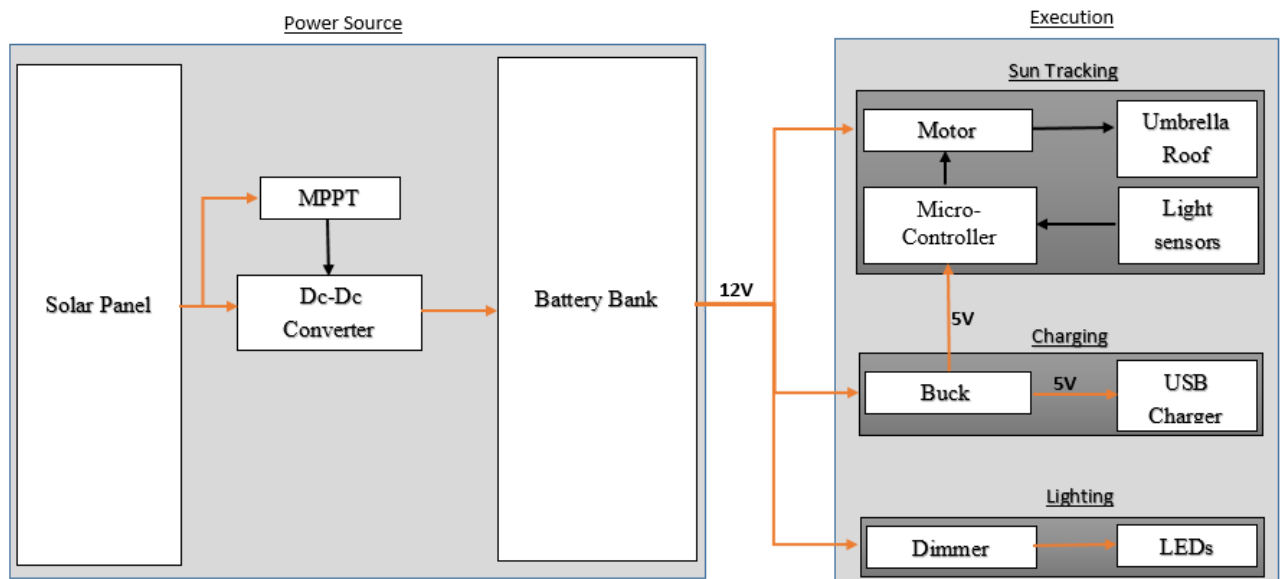 Power Source
Execution
Sun Tracking
Motor
Umbrella
Roof
MPPT
Micro-
Controller
Light
sensors
Solar Panel
Dc-Dc
Converter
Battery Bank
12V
5V
Charging
Buck
5V
USB
Charger
Lighting
Dimmer
LEDs